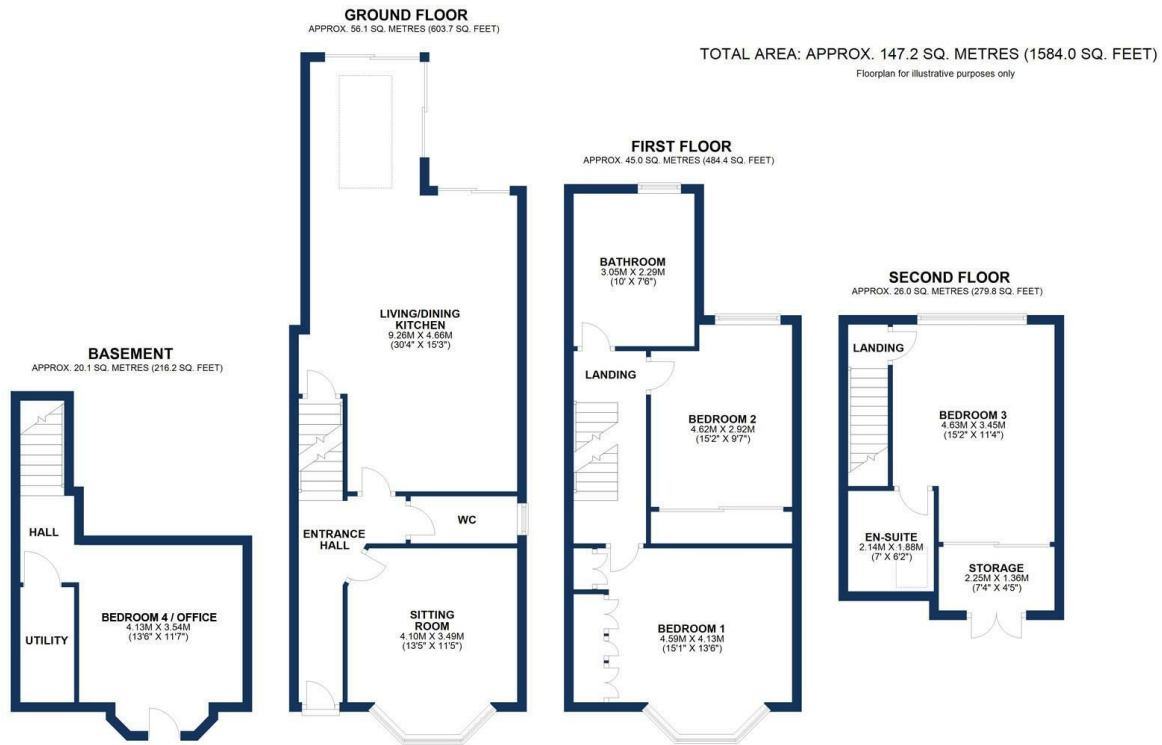 GROUND FLOOR
APPROX. 56.1 SQ. METRES (603.7 SQ. FEET)
TOTAL AREA: APPROX. 147.2 SQ. METRES (1584.0 SQ. FEET)
Floorplan for illustrative purposes only
BASEMENT
APPROX. 20.1 SQ. METRES (216.2 SQ. FEET)
HALL
UTILITY
BEDROOM 4 / OFFICE
4.13M X 3.54M
(13'6" X 11'7")
LIVING/DINING
KITCHEN
9.26M X 4.66M
(30'4" X 15'3")
ENTRANCE
HALL
WC
SITTING
ROOM
4.10M X 3.49M
(13'5" X 11'5")
FIRST FLOOR
APPROX. 45.0 SQ. METRES (484.4 SQ. FEET)
BATHROOM
3.05M X 2.29M
(10' X 7'6")
LANDING
BEDROOM 2
4.62M X 2.92M
(15'2" X 9'7")
BEDROOM 1
4.59M X 4.13M
(15'1" X 13'6")
SECOND FLOOR
APPROX. 26.0 SQ. METRES (279.8 SQ. FEET)
LANDING
BEDROOM 3
4.63M X 3.45M
(15'2" X 11'4")
EN-SUITE
2.14M X 1.88M
(7' X 6'2")
STORAGE
2.25M X 1.36M
(7'4" X 4'5")